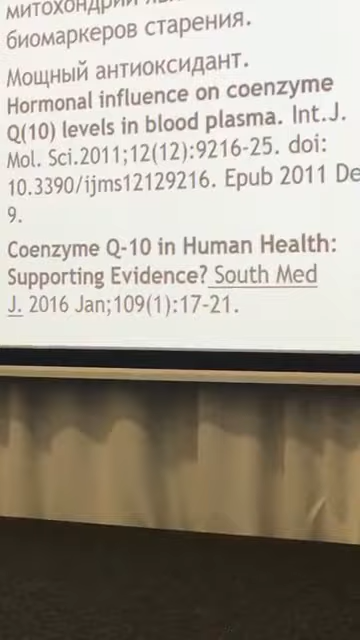 биомаркеров старения.
Мощный антиоксидант.
Hormonal influence on coenzyme
Q(10) levels in blood plasma. Int.J.
Mol. Sci.2011;12(12):9216-25. doi:
10.3390/ijms12129216. Epub 2011 De
9.
Coenzyme Q-10 in Human Health:
Supporting Evidence? South Med
J. 2016 Jan;109(1):17-21.